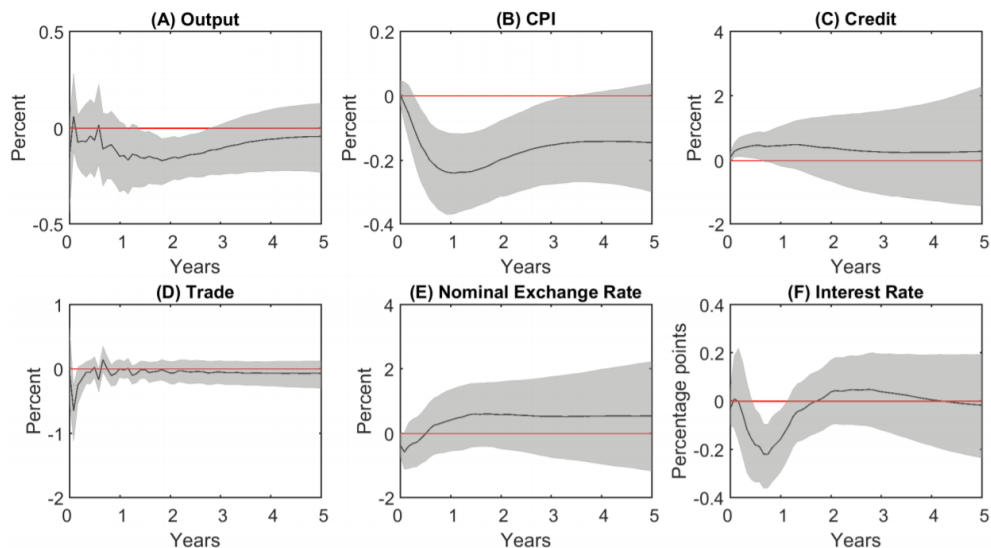 (A) Output
0.5
0
-0.5
Percent
0 1 2 3 4 5
Years
(B) CPI
0.2
0
-0.2
-0.4
Percent
0 1 2 3 4 5
Years
(C) Credit
4
2
0
-2
Percent
0 1 2 3 4 5
Years
(D) Trade
1
0
-1
-2
Percent
0 1 2 3 4 5
Years
(E) Nominal Exchange Rate
4
2
0
-2
Percent
0 1 2 3 4 5
Years
(F) Interest Rate
0.4
0.2
0
-0.2
-0.4
Percentage points
0 1 2 3 4 5
Years